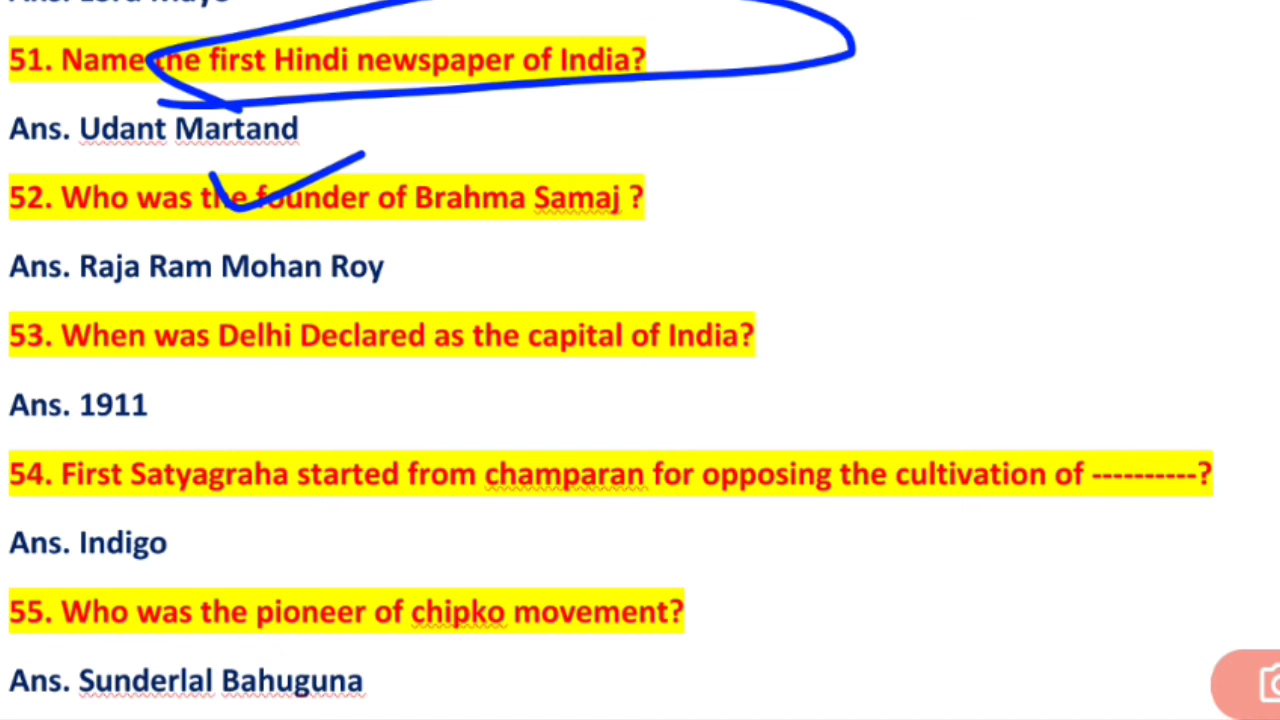 51. Name the first Hindi newspaper of India?
Ans. Udant Martand
52. Who was the founder of Brahma Samaj ?
Ans. Raja Ram Mohan Roy
53. When was Delhi Declared as the capital of India?
Ans. 1911
54. First Satyagraha started from champaran for opposing the cultivation of ----------?
Ans. Indigo
55. Who was the pioneer of chipko movement?
Ans. Sunderlal Bahuguna